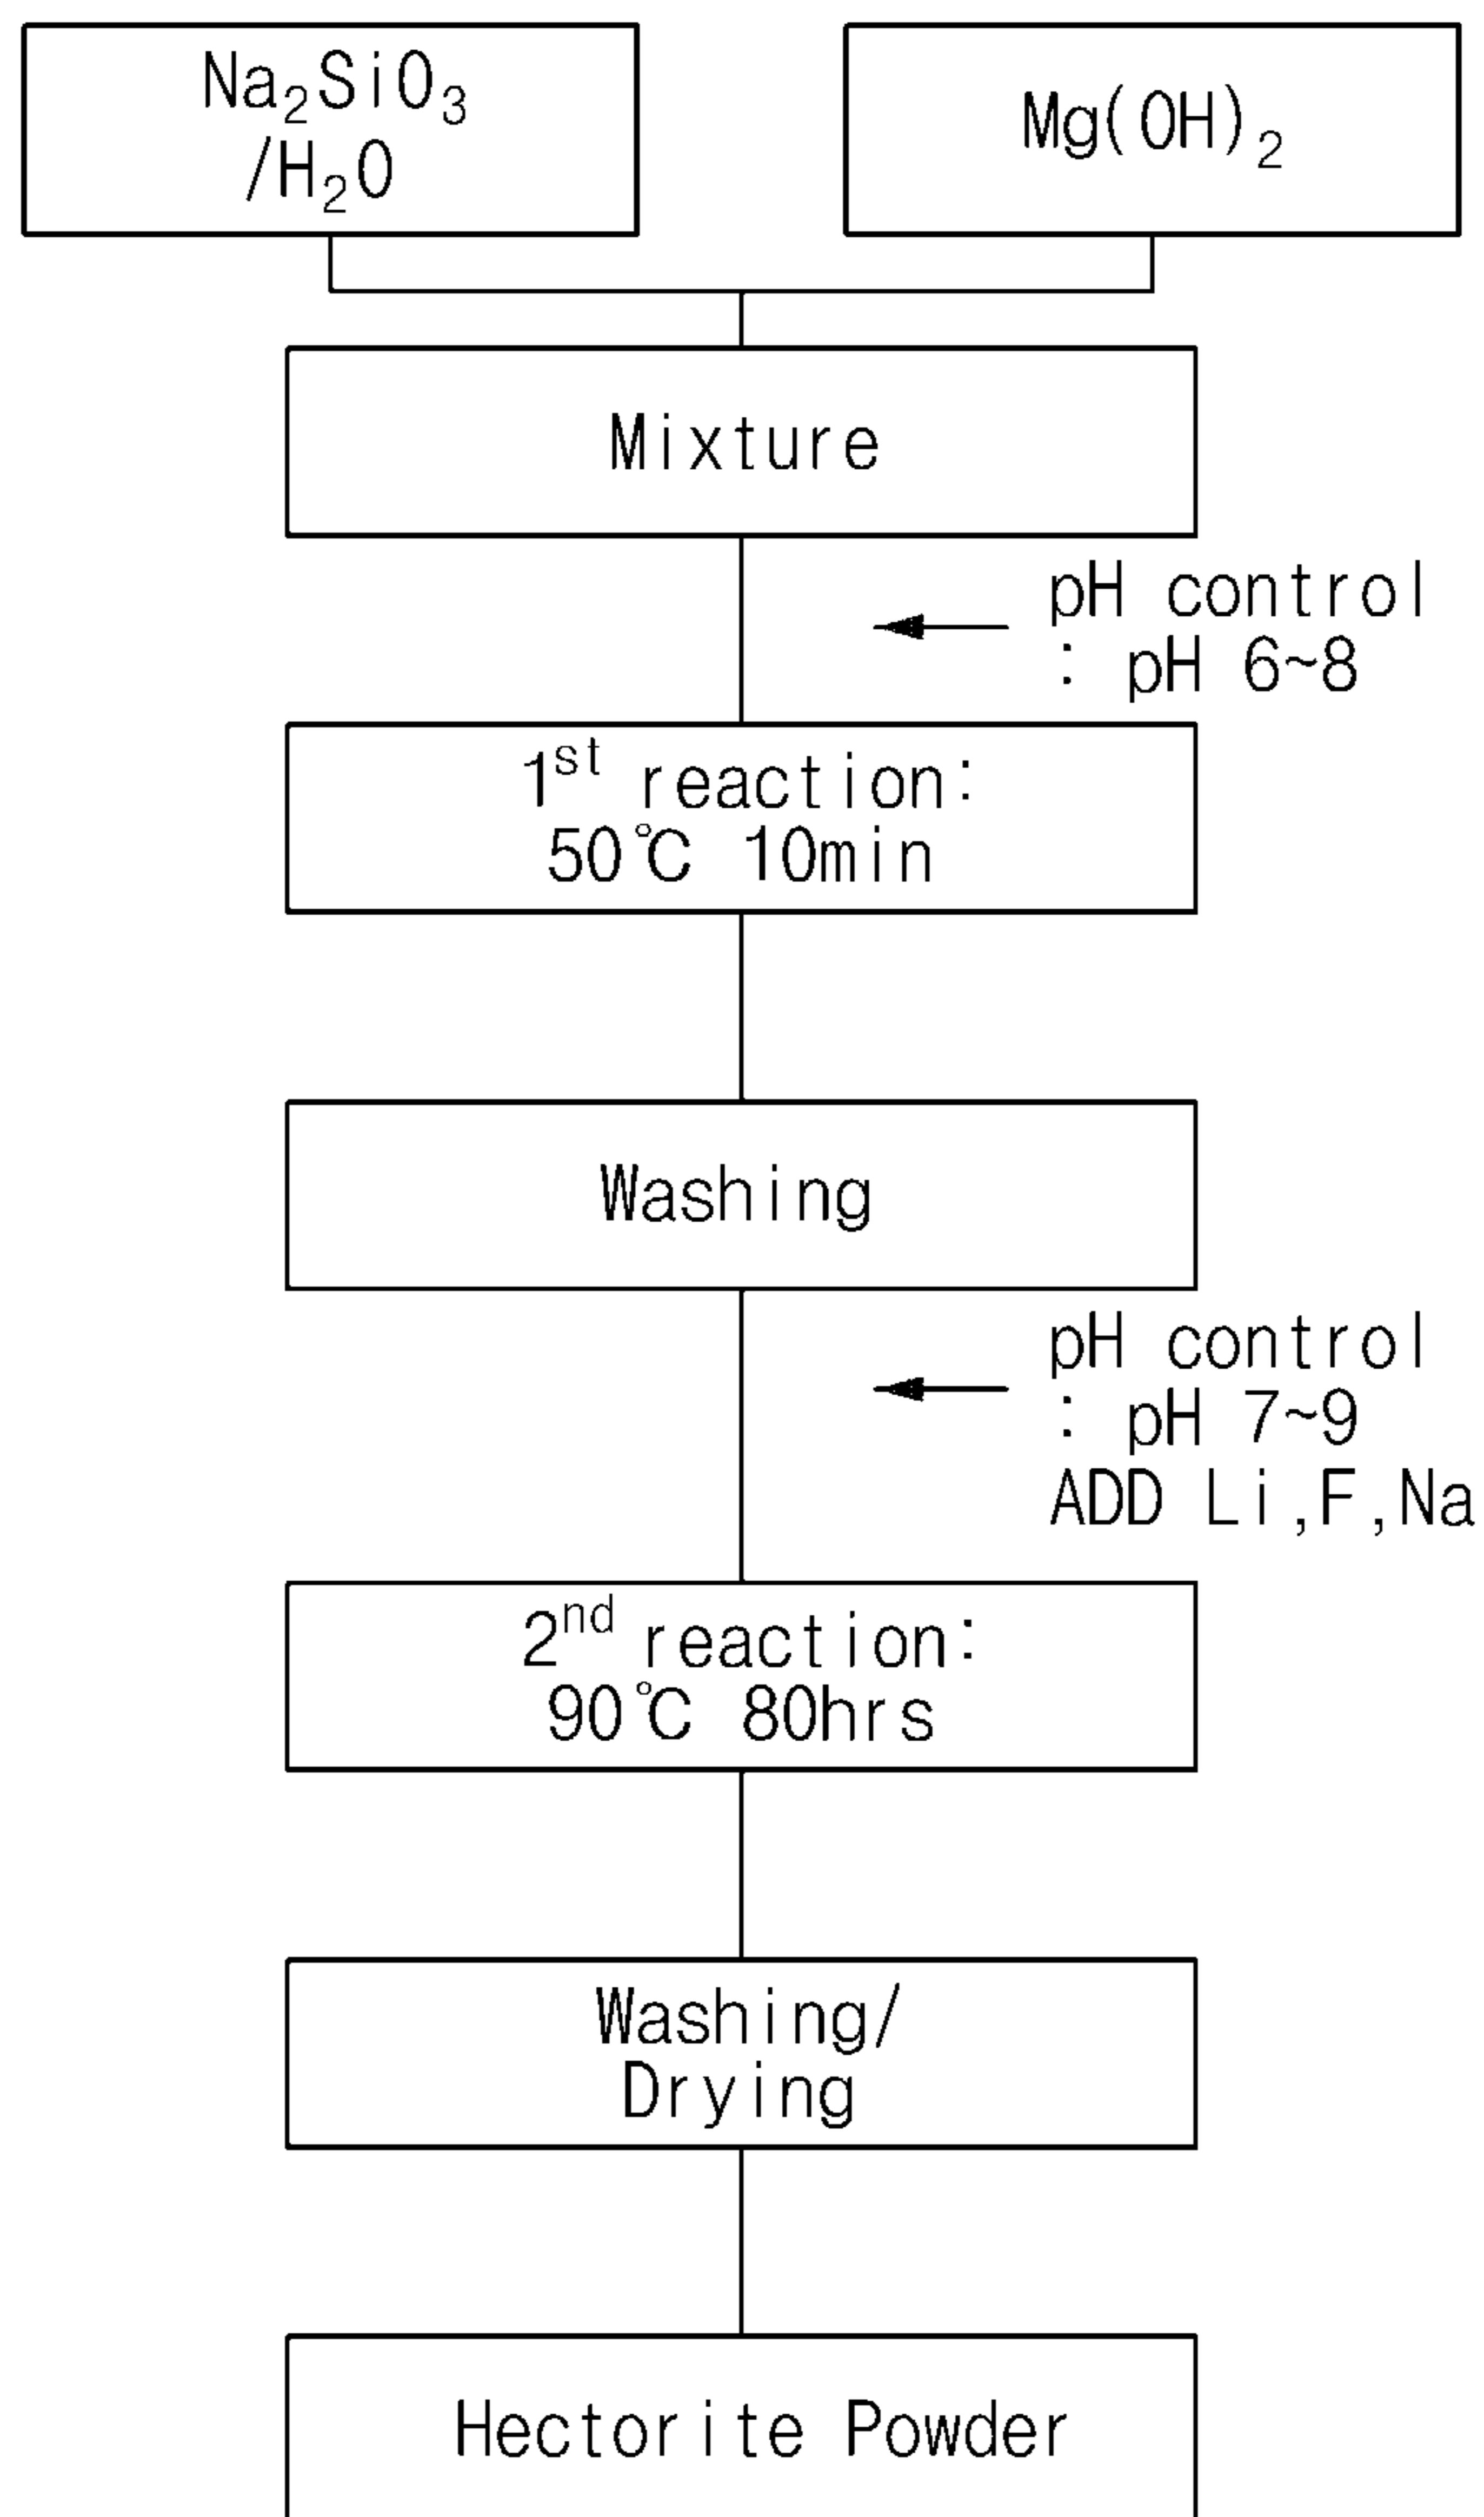 Na₂SiO₃
/H₂O
Mg(OH)₂
Mixture
pH control
: pH 6~8
1ˢᵗ reaction:
50℃ 10min
Washing
pH control
: pH 7~9
ADD Li,F,Na
2ⁿᵈ reaction:
90℃ 80hrs
Washing/
Drying
Hectorite Powder